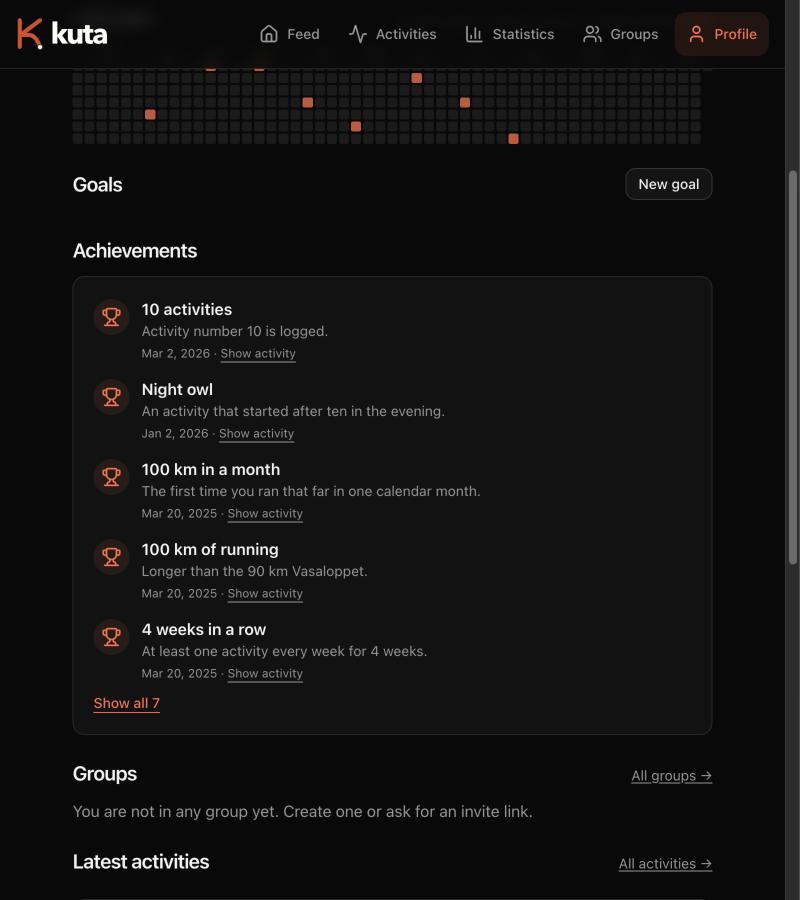 kuta
Feed
Activities
Statistics
Groups
Profile
Goals
New goal
Achievements
10 activities
Activity number 10 is logged.
Mar 2, 2026 · Show activity
Night owl
An activity that started after ten in the evening.
Jan 2, 2026 · Show activity
100 km in a month
The first time you ran that far in one calendar month.
Mar 20, 2025 · Show activity
100 km of running
Longer than the 90 km Vasaloppet.
Mar 20, 2025 · Show activity
4 weeks in a row
At least one activity every week for 4 weeks.
Mar 20, 2025 · Show activity
Show all 7
Groups
All groups →
You are not in any group yet. Create one or ask for an invite link.
Latest activities
All activities →